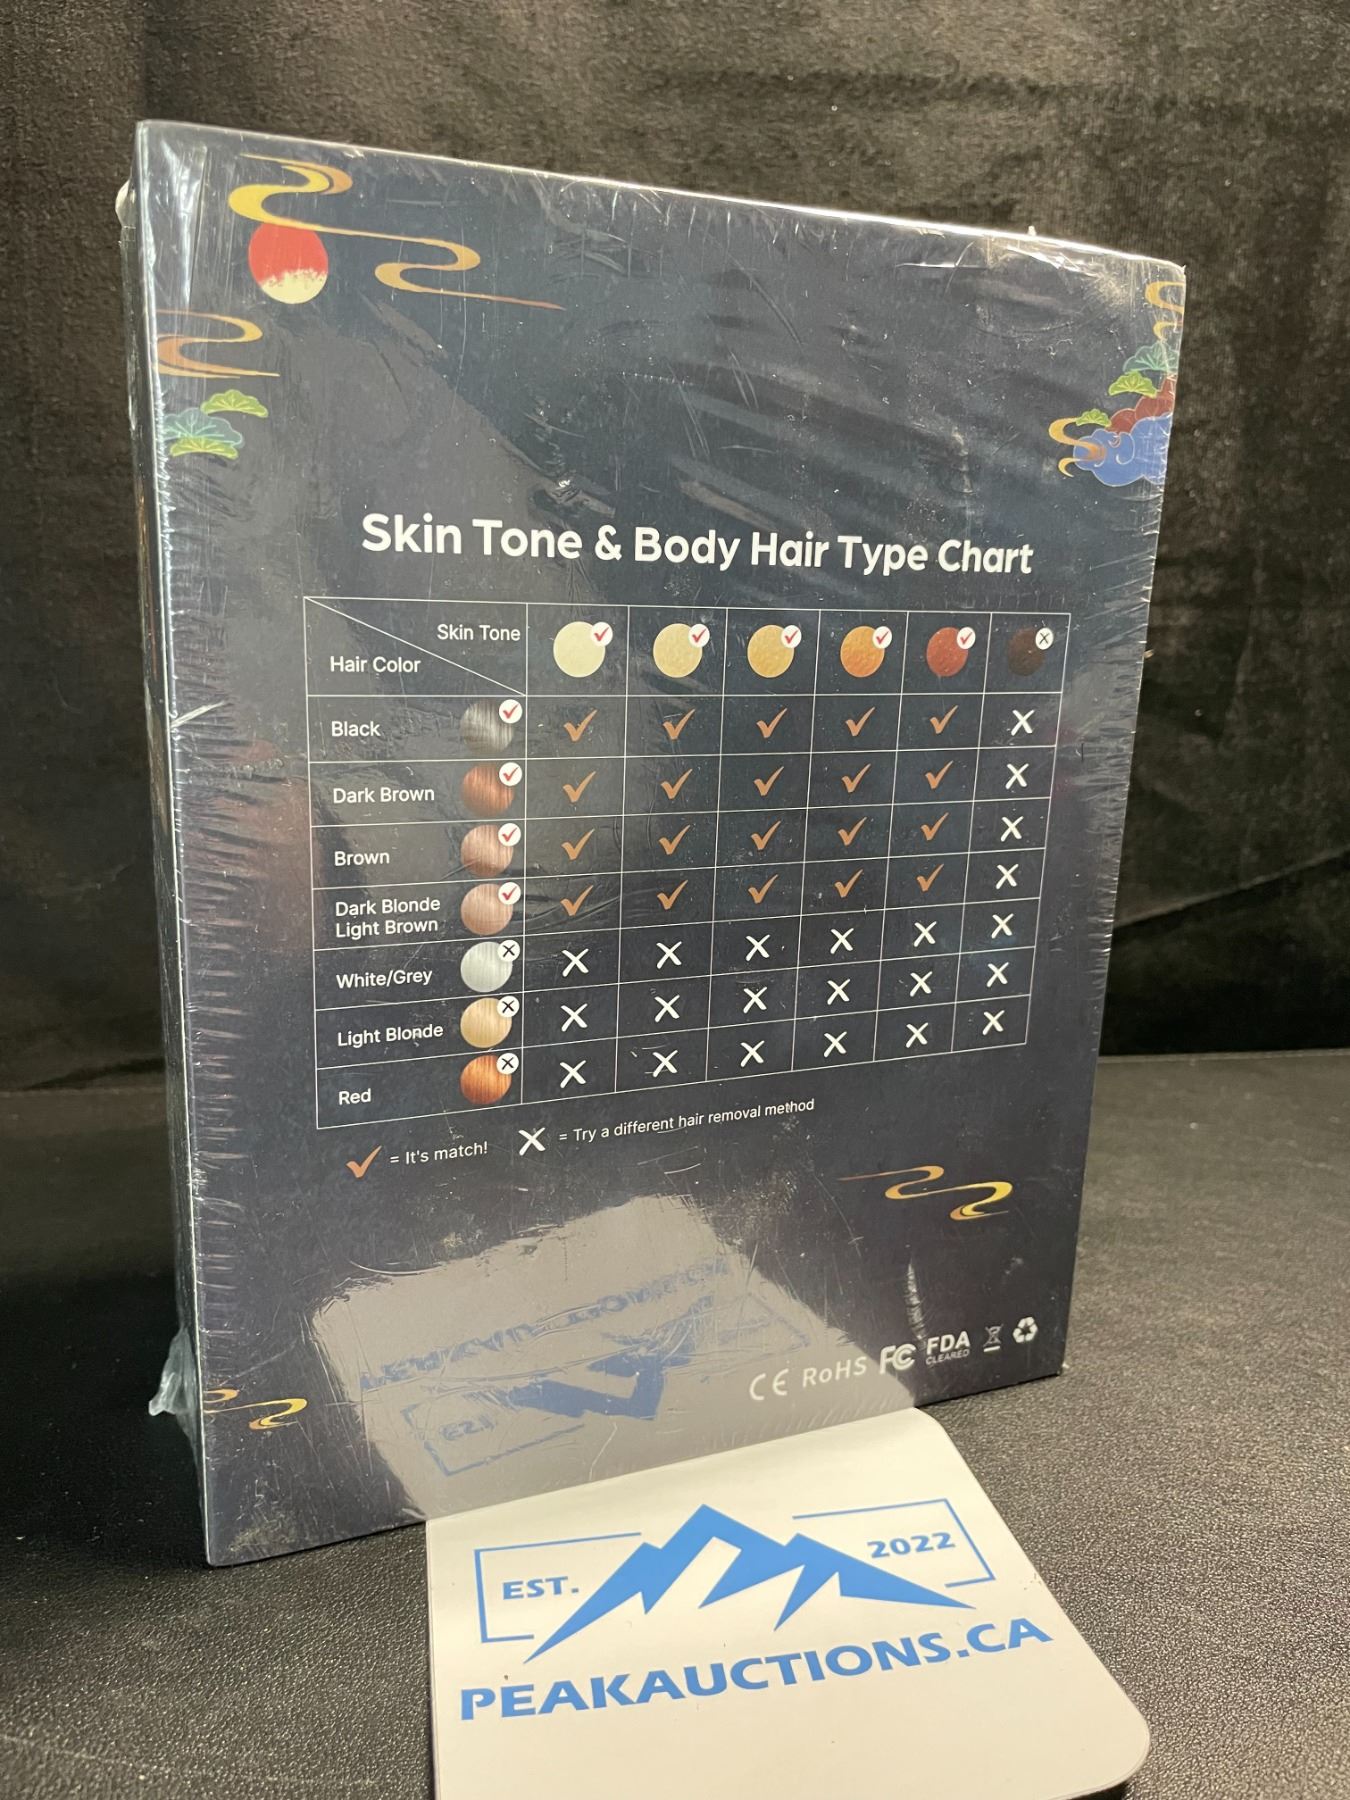 Skin Tone & Body Hair Type Chart
Skin Tone
Hair Color
Black
Dark Brown
Brown
Dark Blonde
Light Brown
White/Grey
Light Blonde
Red
= It's match! = Try a different hair removal method
CE RoHS FC FDA
CLEARED
EST. 2022
PEAKAUCTIONS.CA